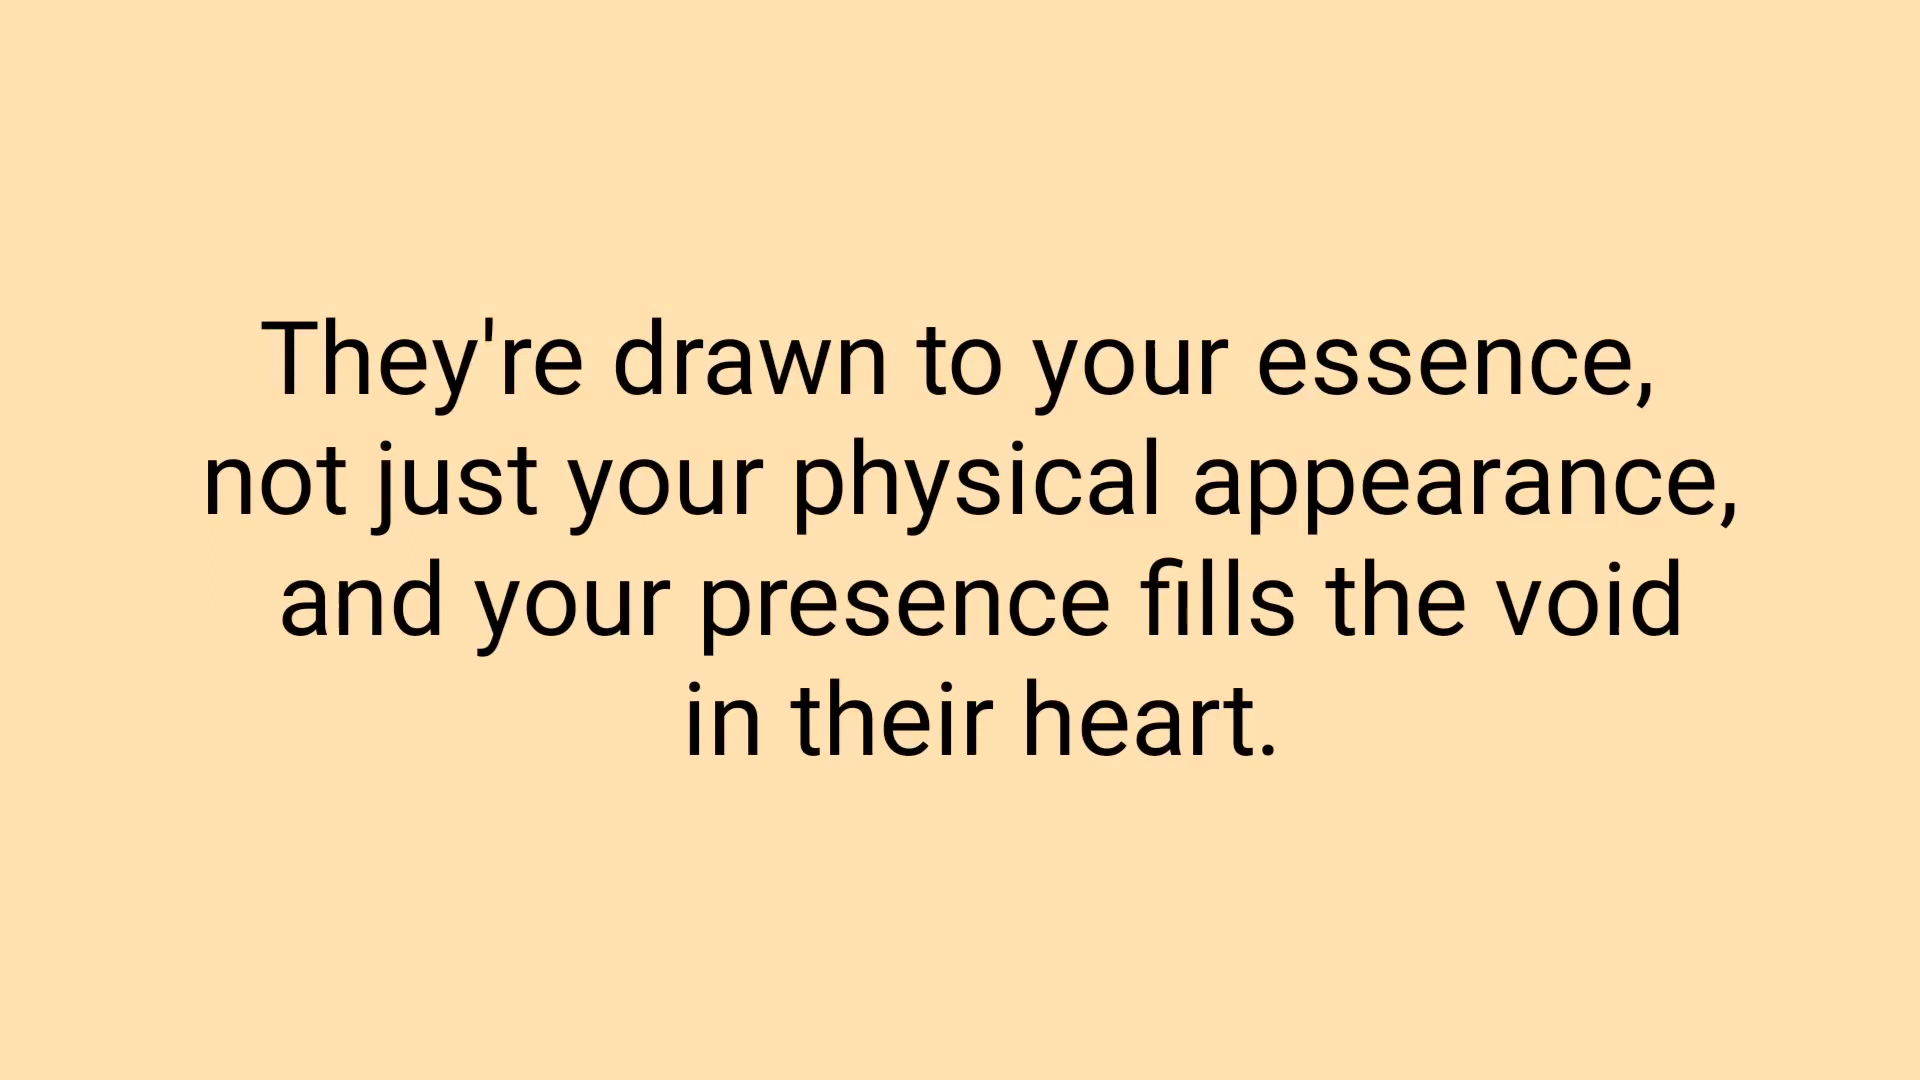 They're drawn to your essence,
not just your physical appearance,
and your presence fills the void
in their heart.